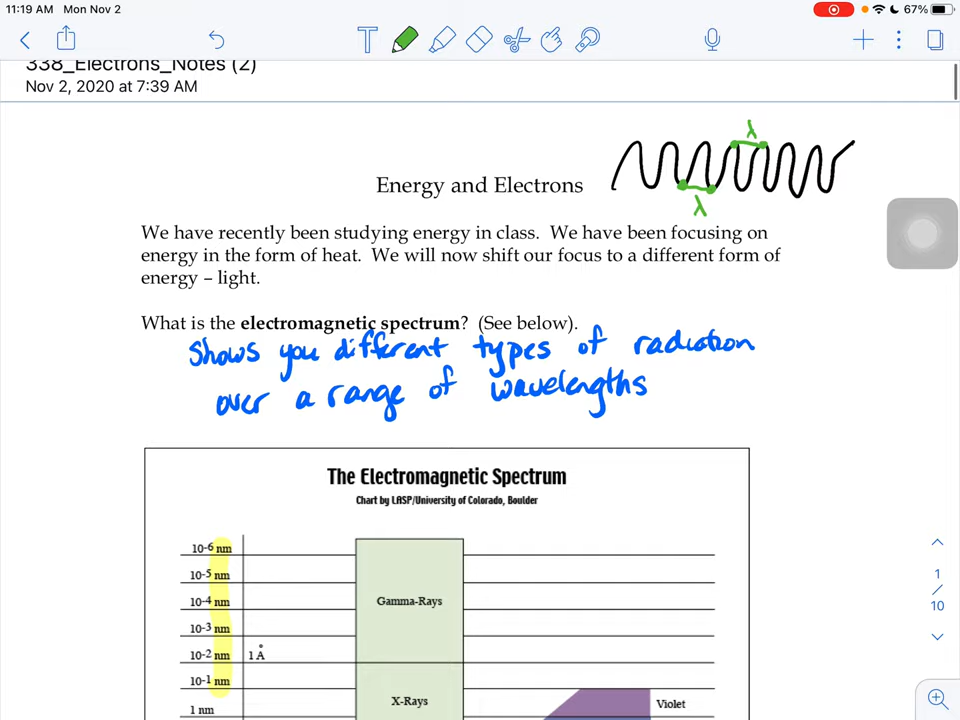 11:19 AM Mon Nov 2
67%
T
338_Electrons_Notes (2)
Nov 2, 2020 at 7:39 AM
λ
Energy and Electrons
λ
We have recently been studying energy in class. We have been focusing on
energy in the form of heat. We will now shift our focus to a different form of
energy – light.
What is the electromagnetic spectrum? (See below).
Shows you different types of radiation
over a range of wavelengths
The Electromagnetic Spectrum
Chart by LASP/University of Colorado, Boulder
10-6 nm
10-5 nm
10-4 nm
Gamma-Rays
10-3 nm
10-2 nm
1 Å
10-1 nm
X-Rays
Violet
1 nm
1
/
10